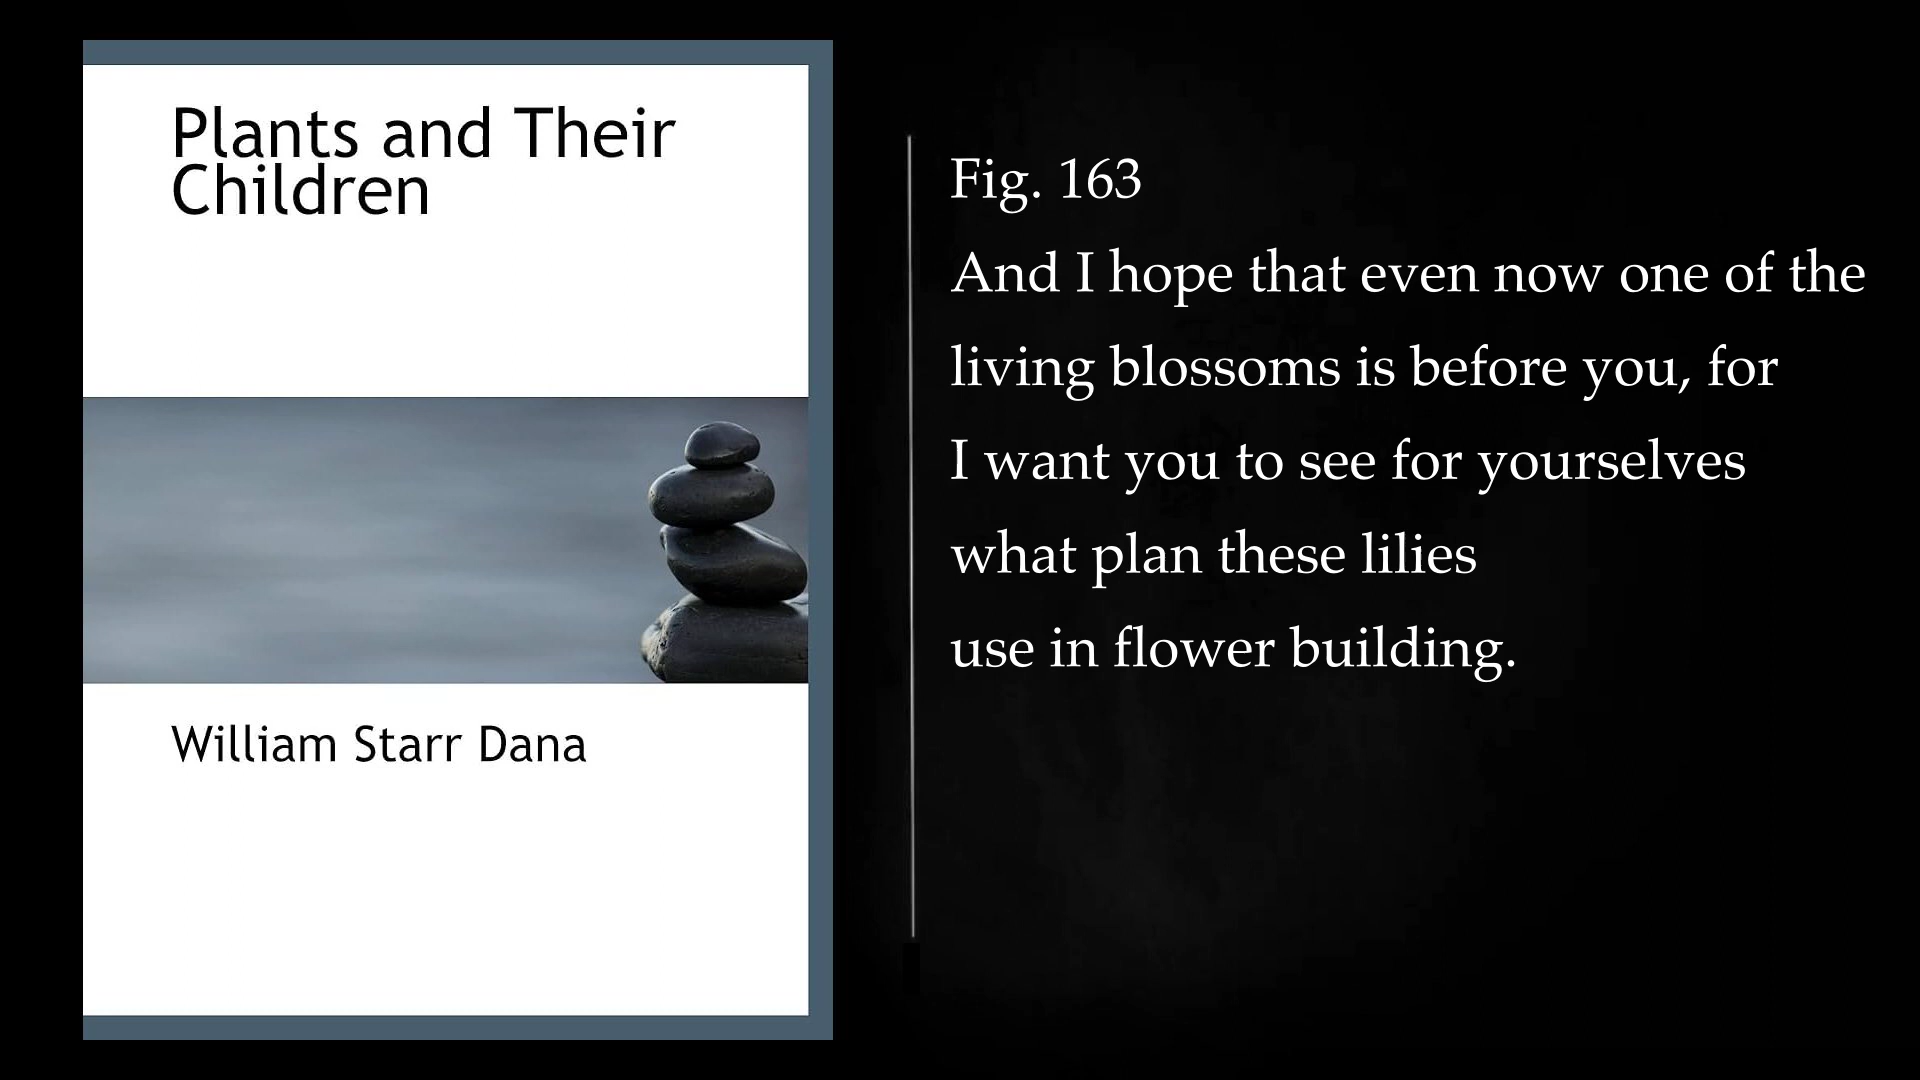 Plants and Their
Children
William Starr Dana
Fig. 163
And I hope that even now one of the
living blossoms is before you, for
I want you to see for yourselves
what plan these lilies
use in flower building.